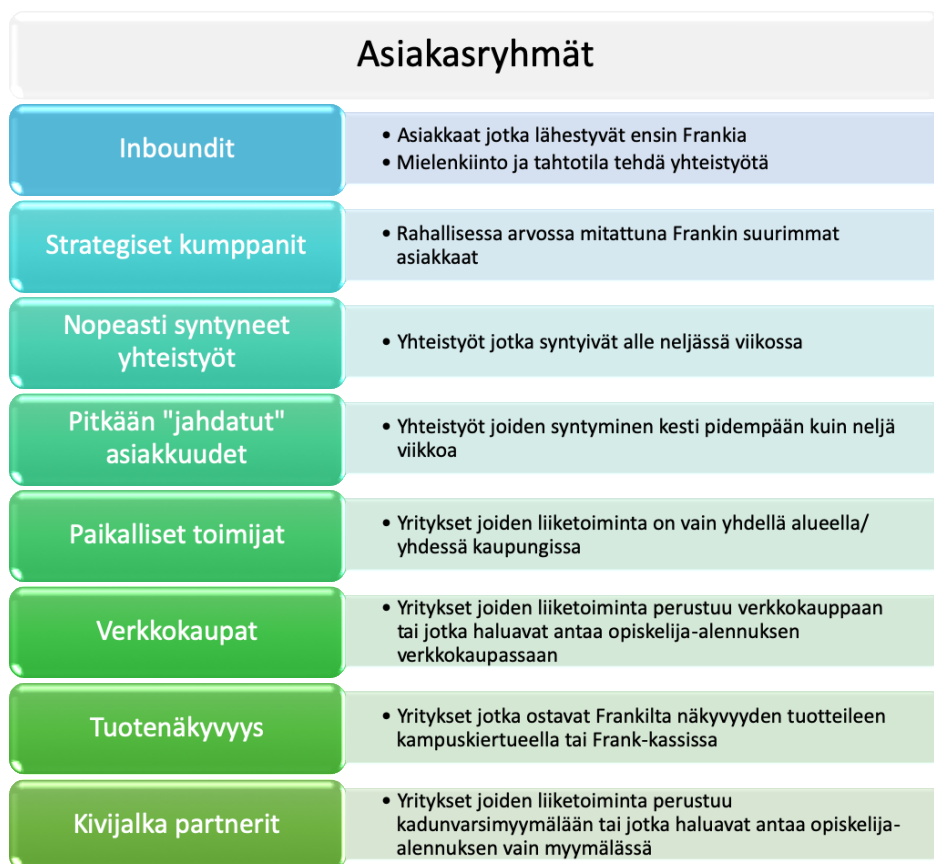 Asiakasryhmät
Inboundit
• Asiakkaat jotka lähestyvät ensin Frankia
• Mielenkiinto ja tahtotila tehdä yhteistyötä
Strategiset kumppanit
• Rahallisessa arvossa mitattuna Frankin suurimmat
asiakkaat
Nopeasti syntyneet
yhteistyöt
• Yhteistyöt jotka syntyivät alle neljässä viikossa
Pitkään "jahdatut"
asiakkuudet
• Yhteistyöt joiden syntyminen kesti pidempään kuin neljä
viikkoa
Paikalliset toimijat
• Yritykset joiden liiketoiminta on vain yhdellä alueella/
yhdessä kaupungissa
Verkkokaupat
• Yritykset joiden liiketoiminta perustuu verkkokauppaan
tai jotka haluavat antaa opiskelija-alennuksen
verkkokaupassaan
Tuotenäkyvyys
• Yritykset jotka ostavat Frankilta näkyvyyden tuotteileen
kampuskiertueella tai Frank-kassissa
Kivijalka partnerit
• Yritykset joiden liiketoiminta perustuu
kadunvarsimyymälään tai jotka haluavat antaa opiskelija-
alennuksen vain myymälässä